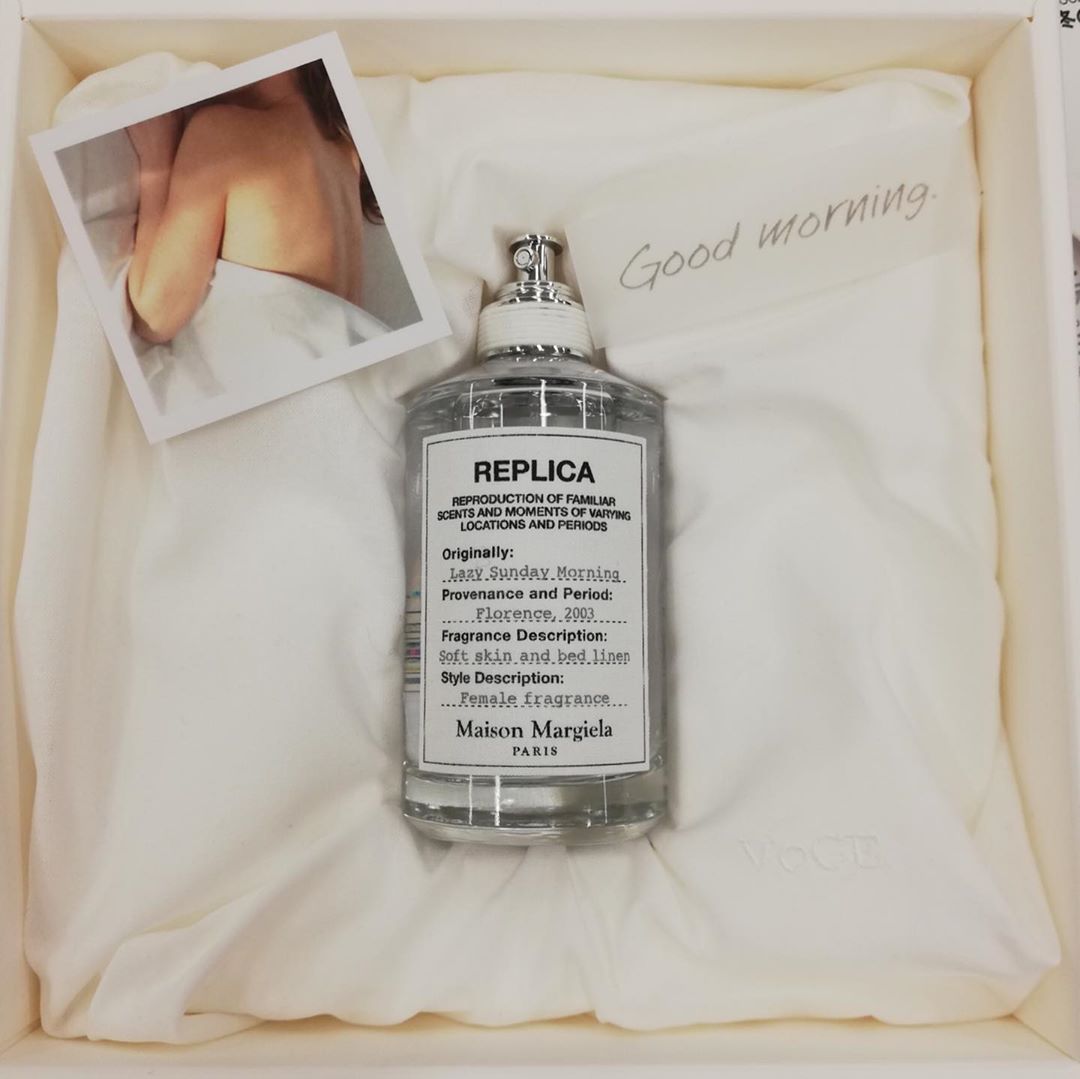 Good morning.
REPLICA
REPRODUCTION OF FAMILIAR
SCENTS AND MOMENTS OF VARYING
LOCATIONS AND PERIODS
Originally:
Lazy Sunday Morning
Provenance and Period:
Florence, 2003
Fragrance Description:
Soft skin and bed linen
Style Description:
Female fragrance
Maison Margiela
PARIS
VOGE